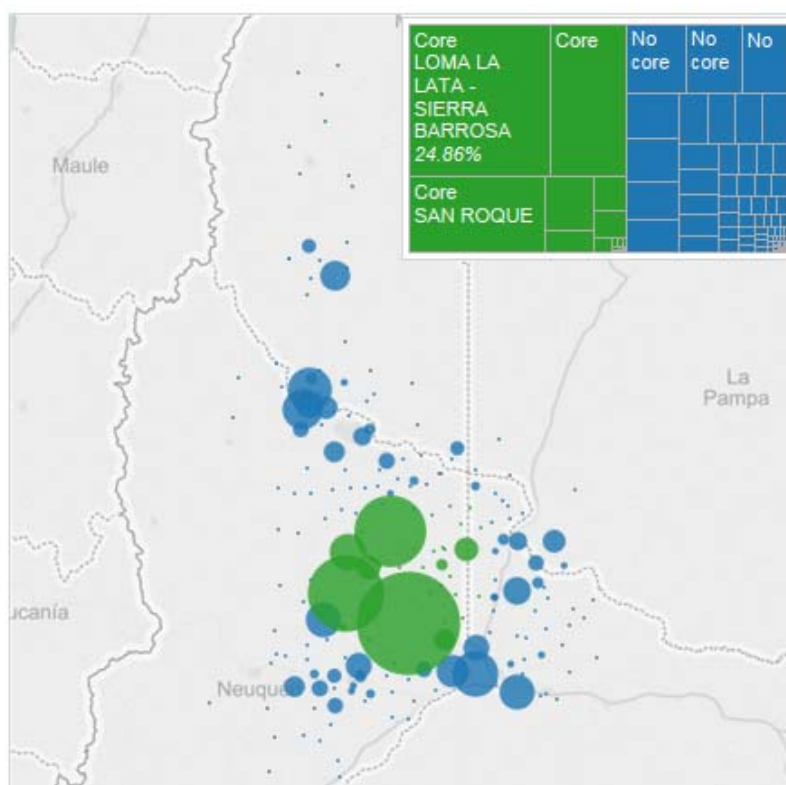 Core
LOMA LA
LATA -
SIERRA
BARROSA
24.86%
Core
No
core
No
core
No
Core
SAN ROQUE
Maule
La
Pampa
ucanía
Neuqué